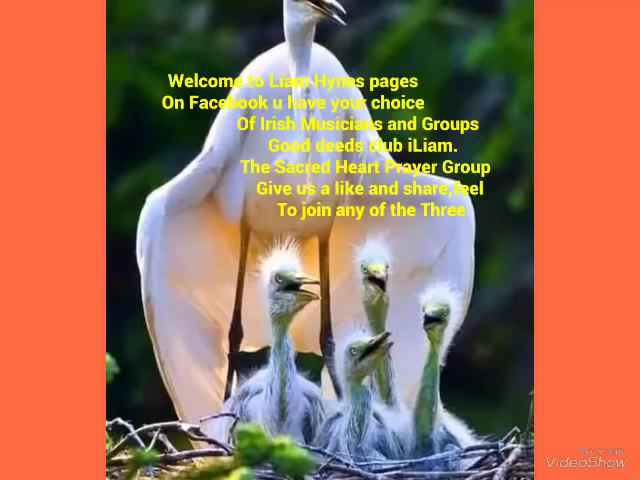 Welcome to Liam Hynes pages
On Facebook u have your choice
Of Irish Musicians and Groups
Good deeds club iLiam.
The Sacred Heart Prayer Group
Give us a like and share,feel
To join any of the Three
VideoShow